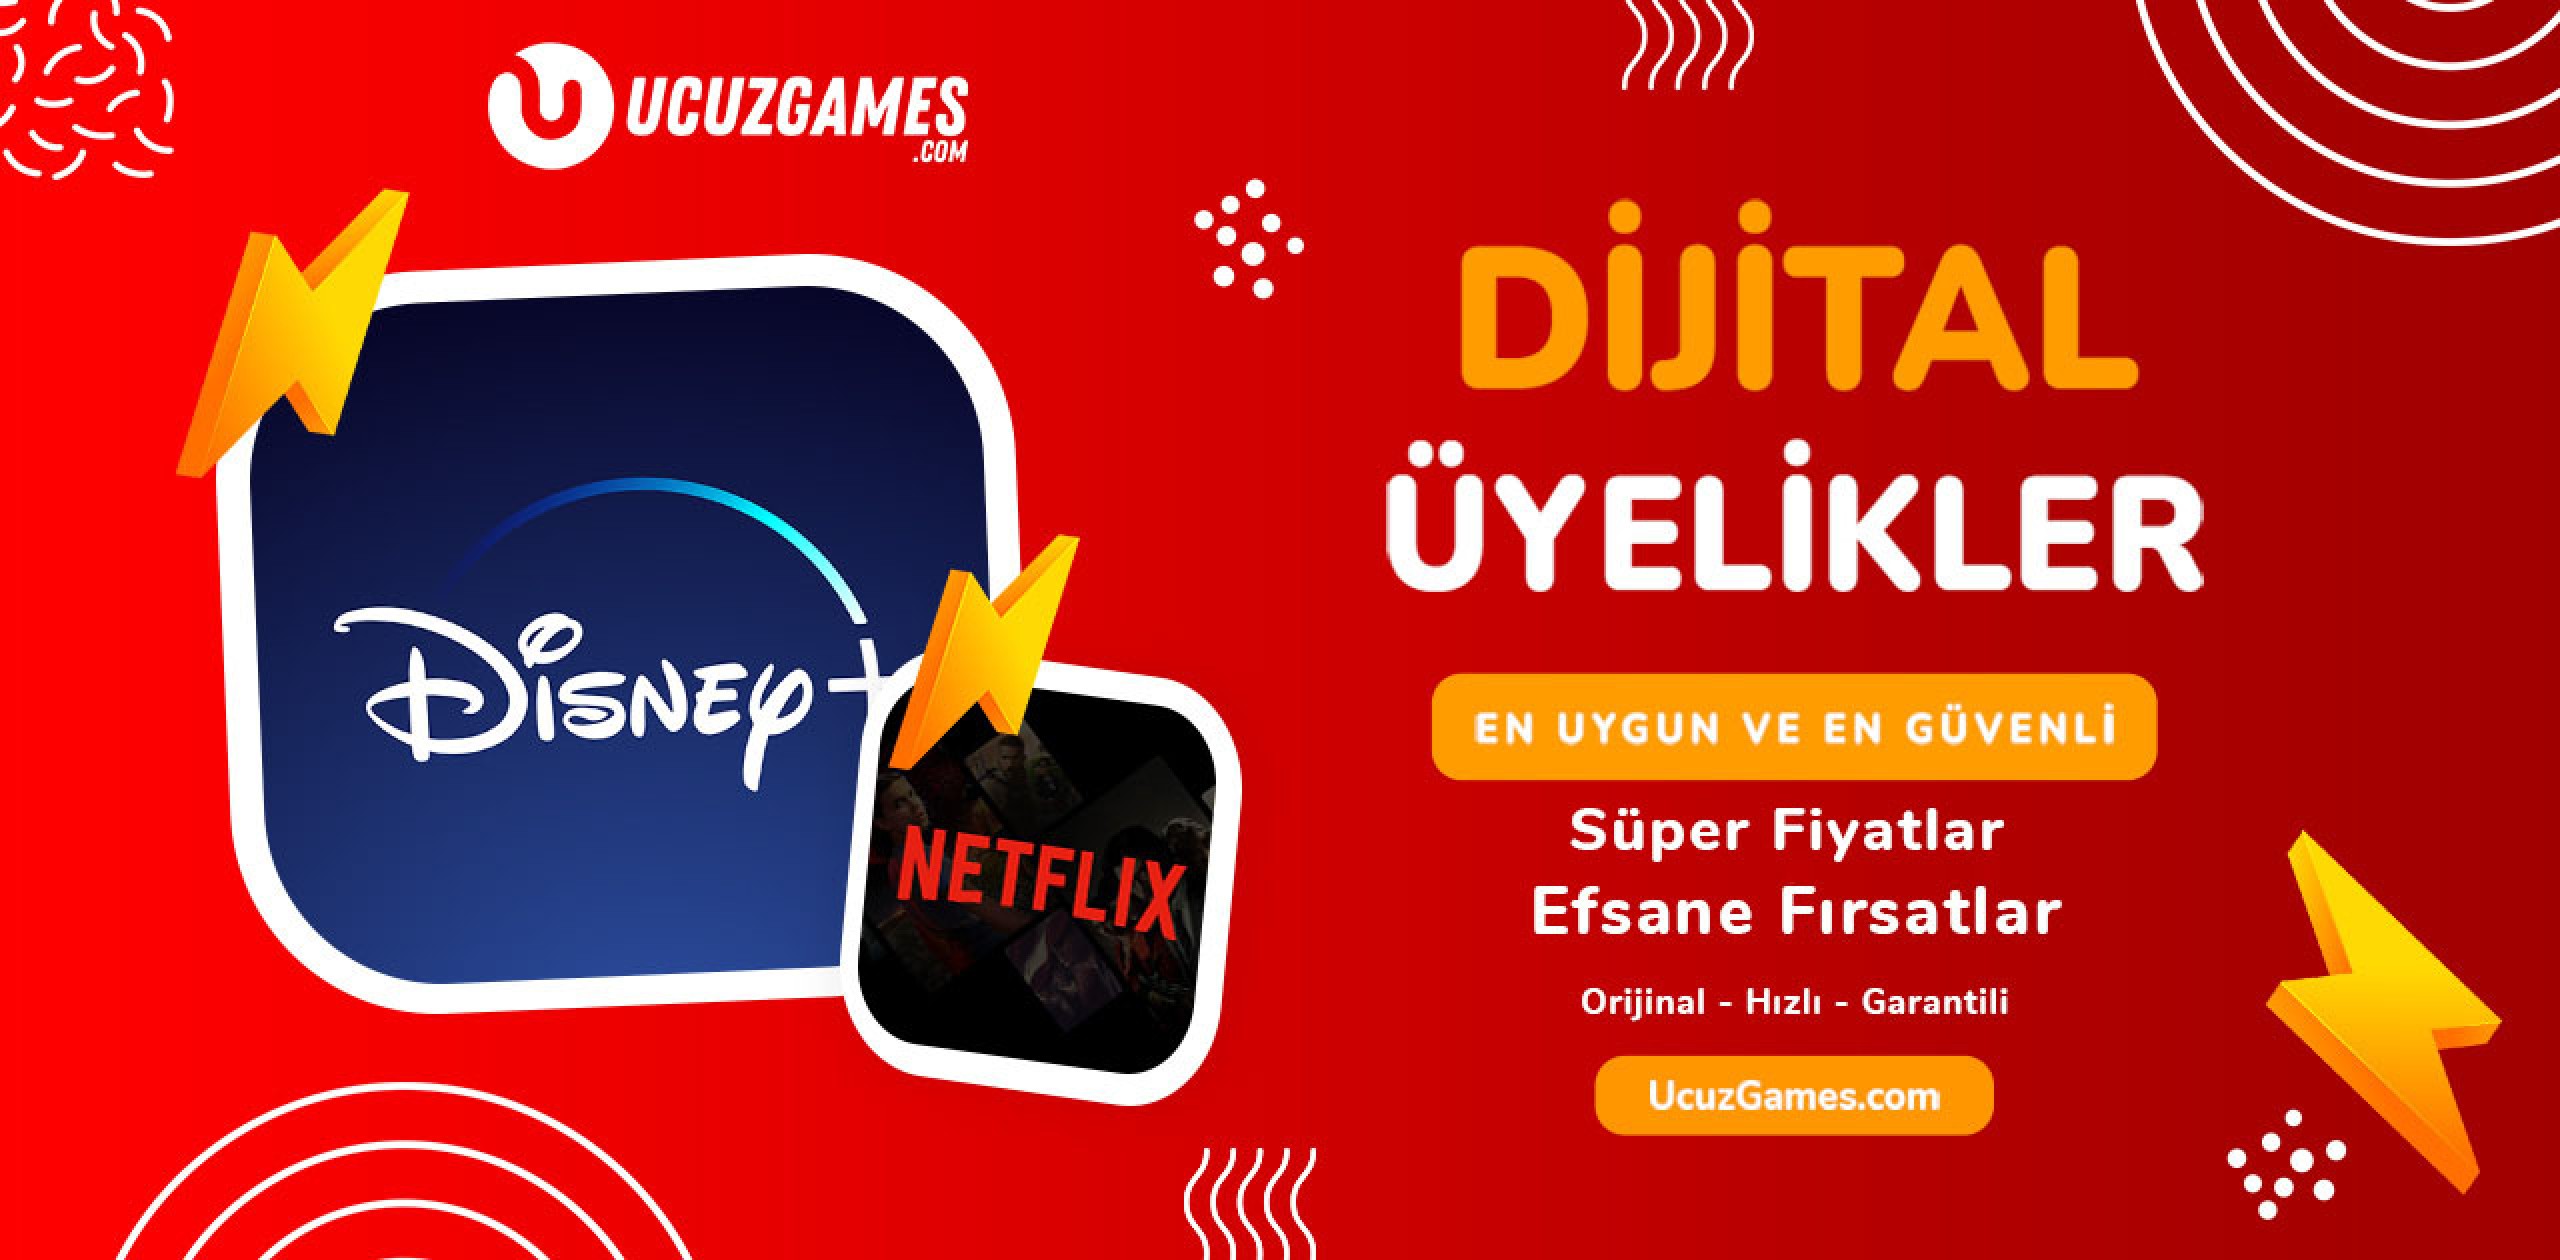 UCUZGAMES
.COM
Disney+
NETFLIX
DİJİTAL
ÜYELİKLER
EN UYGUN VE EN GÜVENLİ
Süper Fiyatlar
Efsane Fırsatlar
Orijinal - Hızlı - Garantili
UcuzGames.com